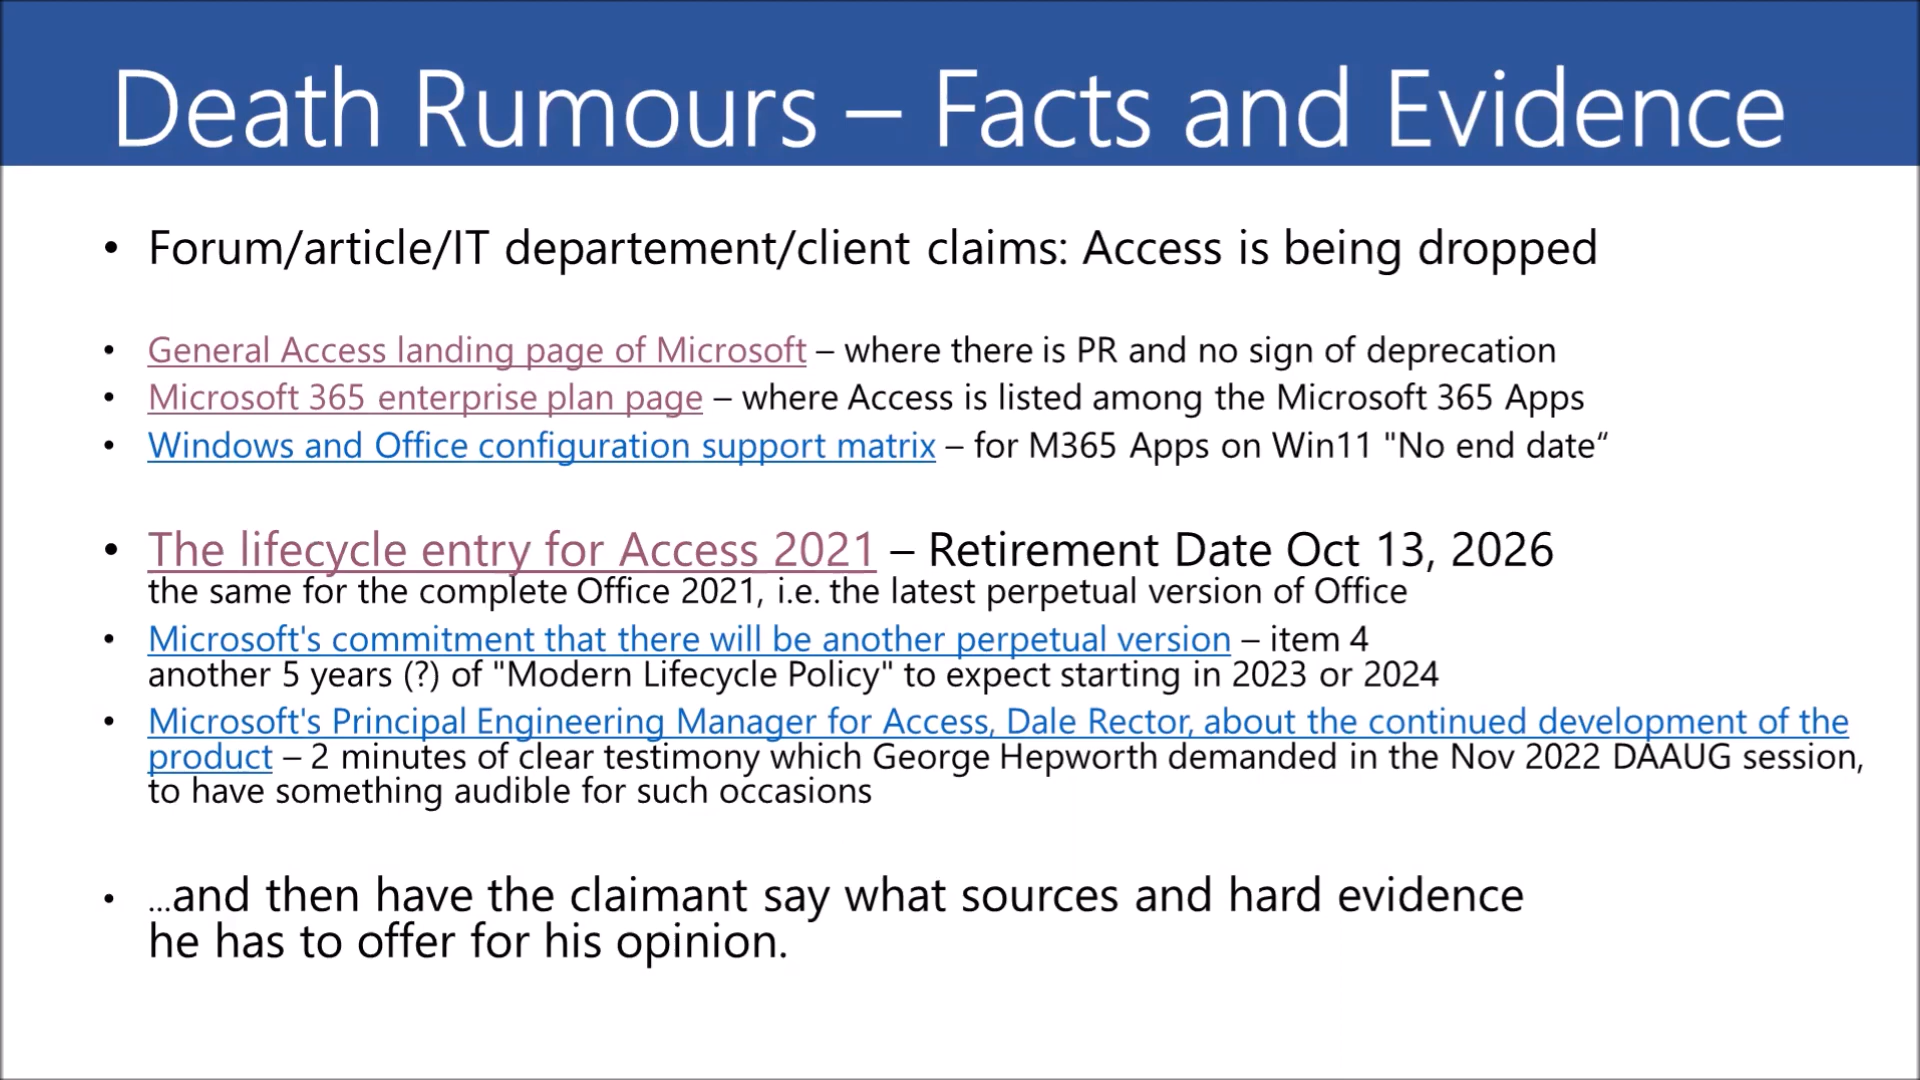 Death Rumours – Facts and Evidence
• Forum/article/IT departement/client claims: Access is being dropped
• General Access landing page of Microsoft – where there is PR and no sign of deprecation
• Microsoft 365 enterprise plan page – where Access is listed among the Microsoft 365 Apps
• Windows and Office configuration support matrix – for M365 Apps on Win11 "No end date“
• The lifecycle entry for Access 2021 – Retirement Date Oct 13, 2026
the same for the complete Office 2021, i.e. the latest perpetual version of Office
• Microsoft's commitment that there will be another perpetual version – item 4
another 5 years (?) of "Modern Lifecycle Policy" to expect starting in 2023 or 2024
• Microsoft's Principal Engineering Manager for Access, Dale Rector, about the continued development of the
product – 2 minutes of clear testimony which George Hepworth demanded in the Nov 2022 DAAUG session,
to have something audible for such occasions
• ...and then have the claimant say what sources and hard evidence
he has to offer for his opinion.